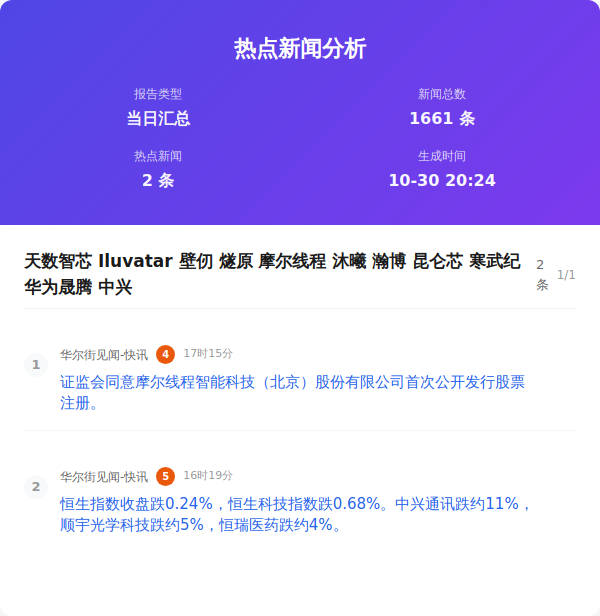 热点新闻分析
报告类型
新闻总数
当日汇总
1661 条
热点新闻
生成时间
2 条
10-30 20:24
天数智芯 Iluvatar 壁仞 燧原 摩尔线程 沐曦 瀚博 昆仑芯 寒武纪
华为晟腾 中兴
2
条
1/1
1
华尔街见闻-快讯 4 17时15分
证监会同意摩尔线程智能科技（北京）股份有限公司首次公开发行股票
注册。
2
华尔街见闻-快讯 5 16时19分
恒生指数收盘跌0.24%，恒生科技指数跌0.68%。中兴通讯跌约11%，
顺宇光学科技跌约5%，恒瑞医药跌约4%。